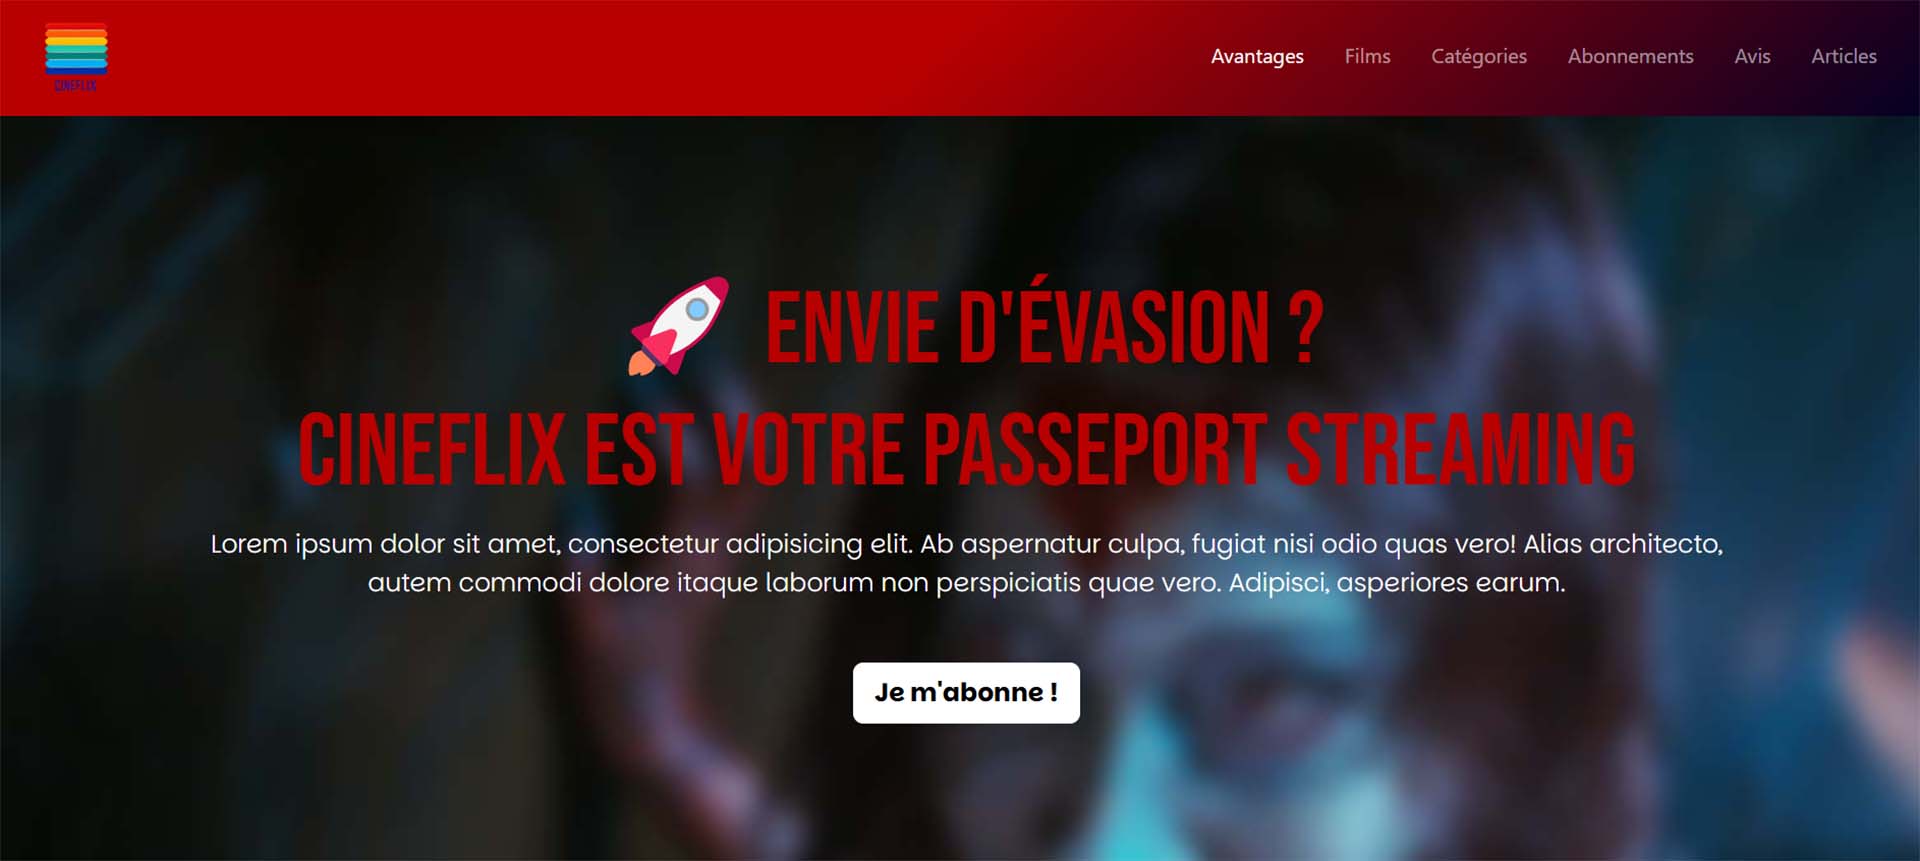 CINEFLIX
Avantages Films Catégories Abonnements Avis Articles
🚀 ENVIE D'ÉVASION ?
CINEFLIX EST VOTRE PASSEPORT STREAMING
Lorem ipsum dolor sit amet, consectetur adipisicing elit. Ab aspernatur culpa, fugiat nisi odio quas vero! Alias architecto,
autem commodi dolore itaque laborum non perspiciatis quae vero. Adipisci, asperiores earum.
Je m'abonne !